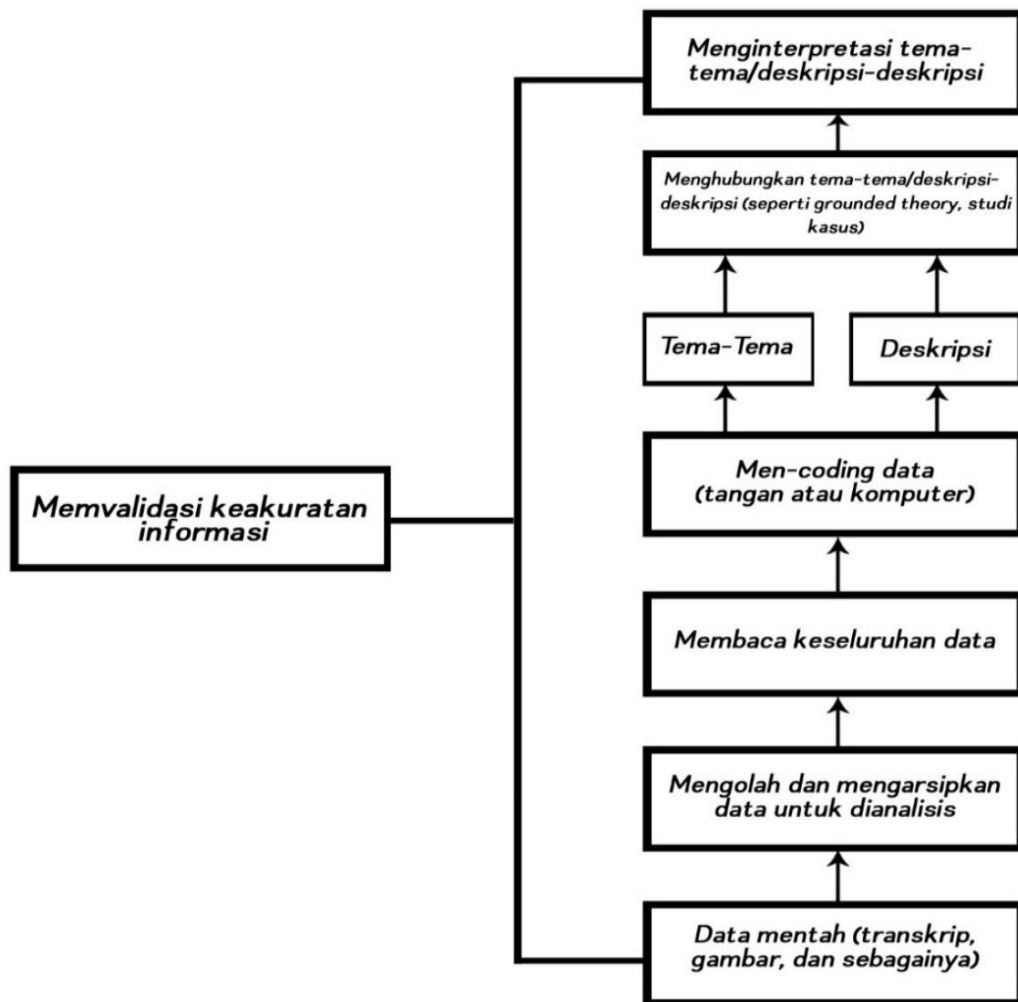 Menginterpretasi tema-
tema/deskripsi-deskripsi
Menghubungkan tema-tema/deskripsi-
deskripsi (seperti grounded theory, studi
kasus)
Tema-Tema
Deskripsi
Men-coding data
(tangan atau komputer)
Memvalidasi keakuratan
informasi
Membaca keseluruhan data
Mengolah dan mengarsipkan
data untuk dianalisis
Data mentah (transkrip,
gambar, dan sebagainya)